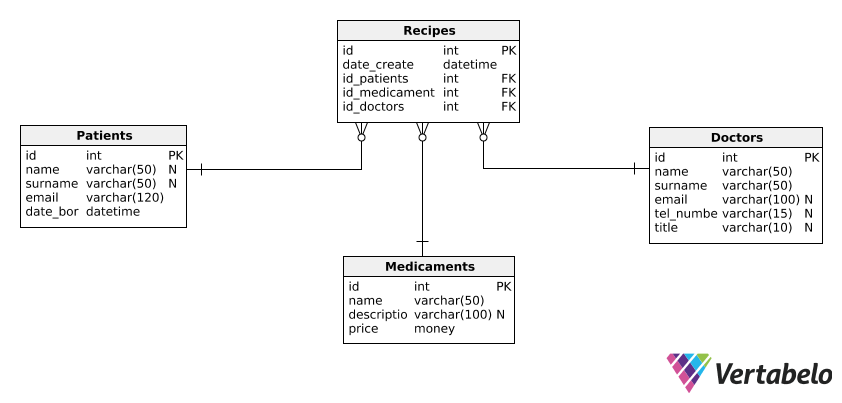 Recipes
id int PK
date_create datetime
id_patients int FK
id_medicament int FK
id_doctors int FK
Patients
id int PK
name varchar(50) N
surname varchar(50) N
email varchar(120)
date_bor datetime
Doctors
id int PK
name varchar(50)
surname varchar(50)
email varchar(100) N
tel_numbe varchar(15) N
title varchar(10) N
Medicaments
id int PK
name varchar(50)
descriptio varchar(100) N
price money
Vertabelo